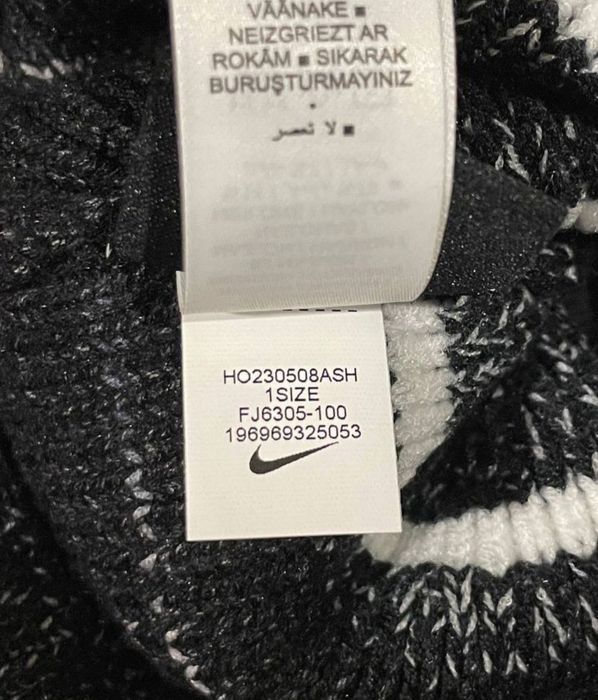 VÄÄNAKE ■
NEIZGRIEZT AR
ROKĀM ■ SIKARAK
BURUŞTURMAYINIZ
■ لا تعصر
HO230508ASH
1SIZE
FJ6305-100
196969325053